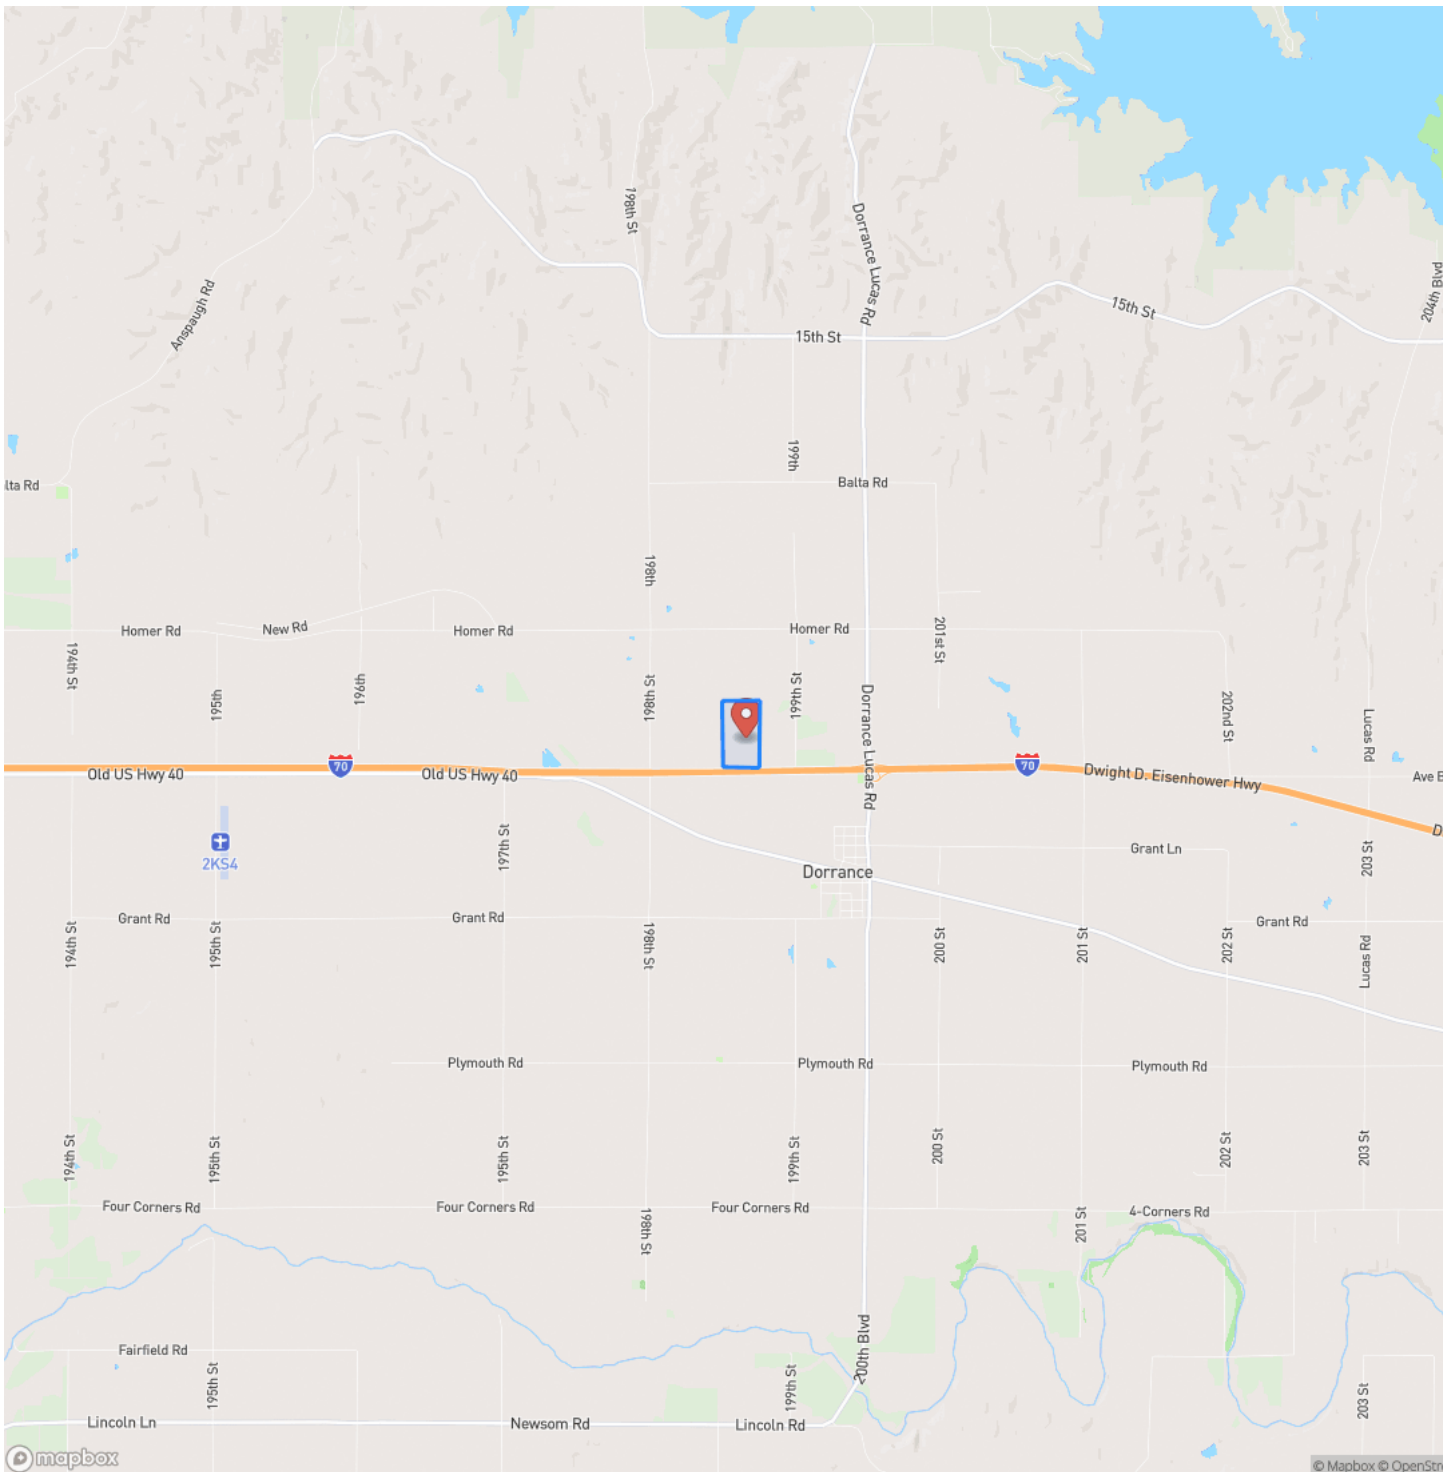 198th St
Dorrance Lucas Rd
Anspaugh Rd
15th St
15th St
204th Blvd
199th
lta Rd
Balta Rd
198th
Homer Rd
New Rd
Homer Rd
Homer Rd
201st St
194th St
195th
196th
198th St
199th St
Dorrance Lucas Rd
202nd St
Lucas Rd
70
70
Old US Hwy 40
Old US Hwy 40
Dwight D. Eisenhower Hwy
Ave E
D
2KS4
197th St
Grant Ln
203 St
Dorrance
Grant Rd
Grant Rd
Grant Rd
194th St
195th St
198th St
200 St
201 St
202 St
Lucas Rd
Plymouth Rd
Plymouth Rd
Plymouth Rd
194th St
195th St
195th St
199th St
200 St
202 St
203 St
Four Corners Rd
Four Corners Rd
Four Corners Rd
4-Corners Rd
198th St
201 St
Fairfield Rd
195th St
199th St
200th Blvd
203 St
Lincoln Ln
Newsom Rd
Lincoln Rd
mapbox
© Mapbox © OpenStr